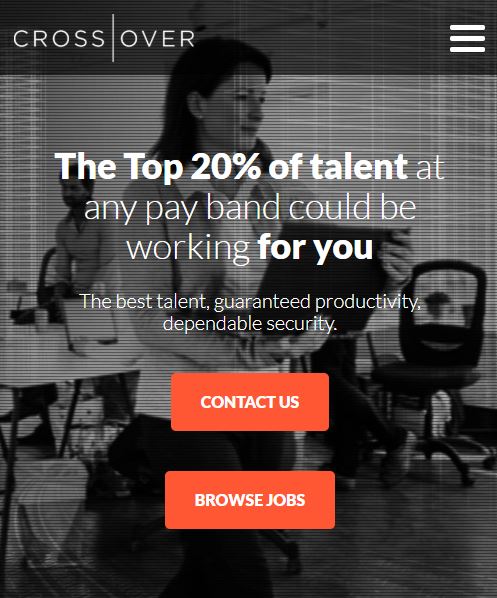 CROSS OVER
The Top 20% of talent at
any pay band could be
working for you
The best talent, guaranteed productivity,
dependable security.
CONTACT US
BROWSE JOBS